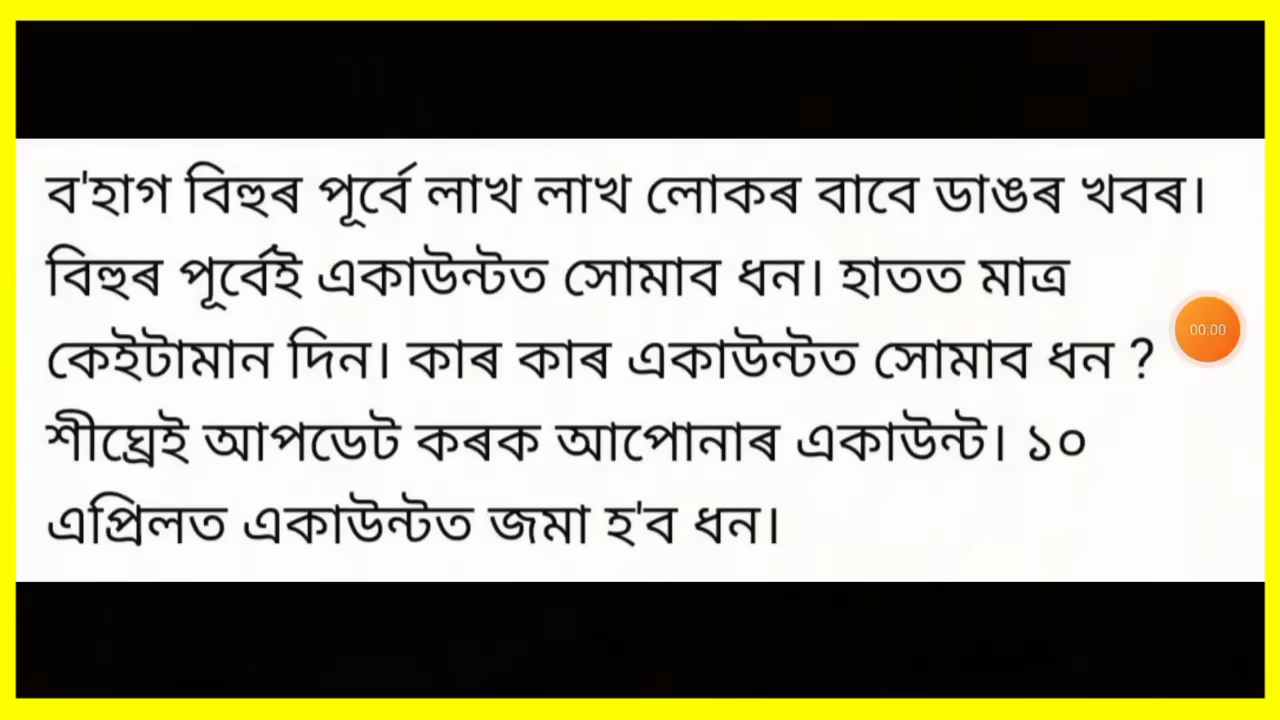 ব'হাগ বিহুৰ পূৰ্বে লাখ লাখ লোকৰ বাবে ডাঙৰ খবৰ।
বিহুৰ পূৰ্বেই একাউন্টত সোমাব ধন। হাতত মাত্ৰ
কেইটামান দিন। কাৰ কাৰ একাউন্টত সোমাব ধন ?
শীঘ্ৰেই আপডেট কৰক আপোনাৰ একাউন্ট। ১০
এপ্ৰিলত একাউন্টত জমা হ'ব ধন।
00:00